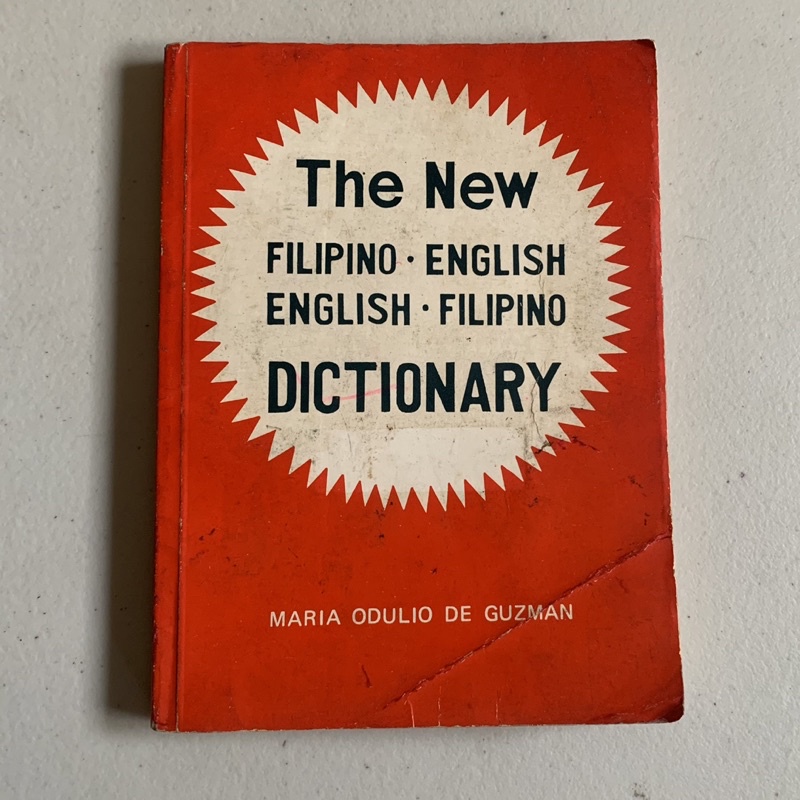 The New
FILIPINO · ENGLISH
ENGLISH · FILIPINO
DICTIONARY
MARIA ODULIO DE GUZMAN